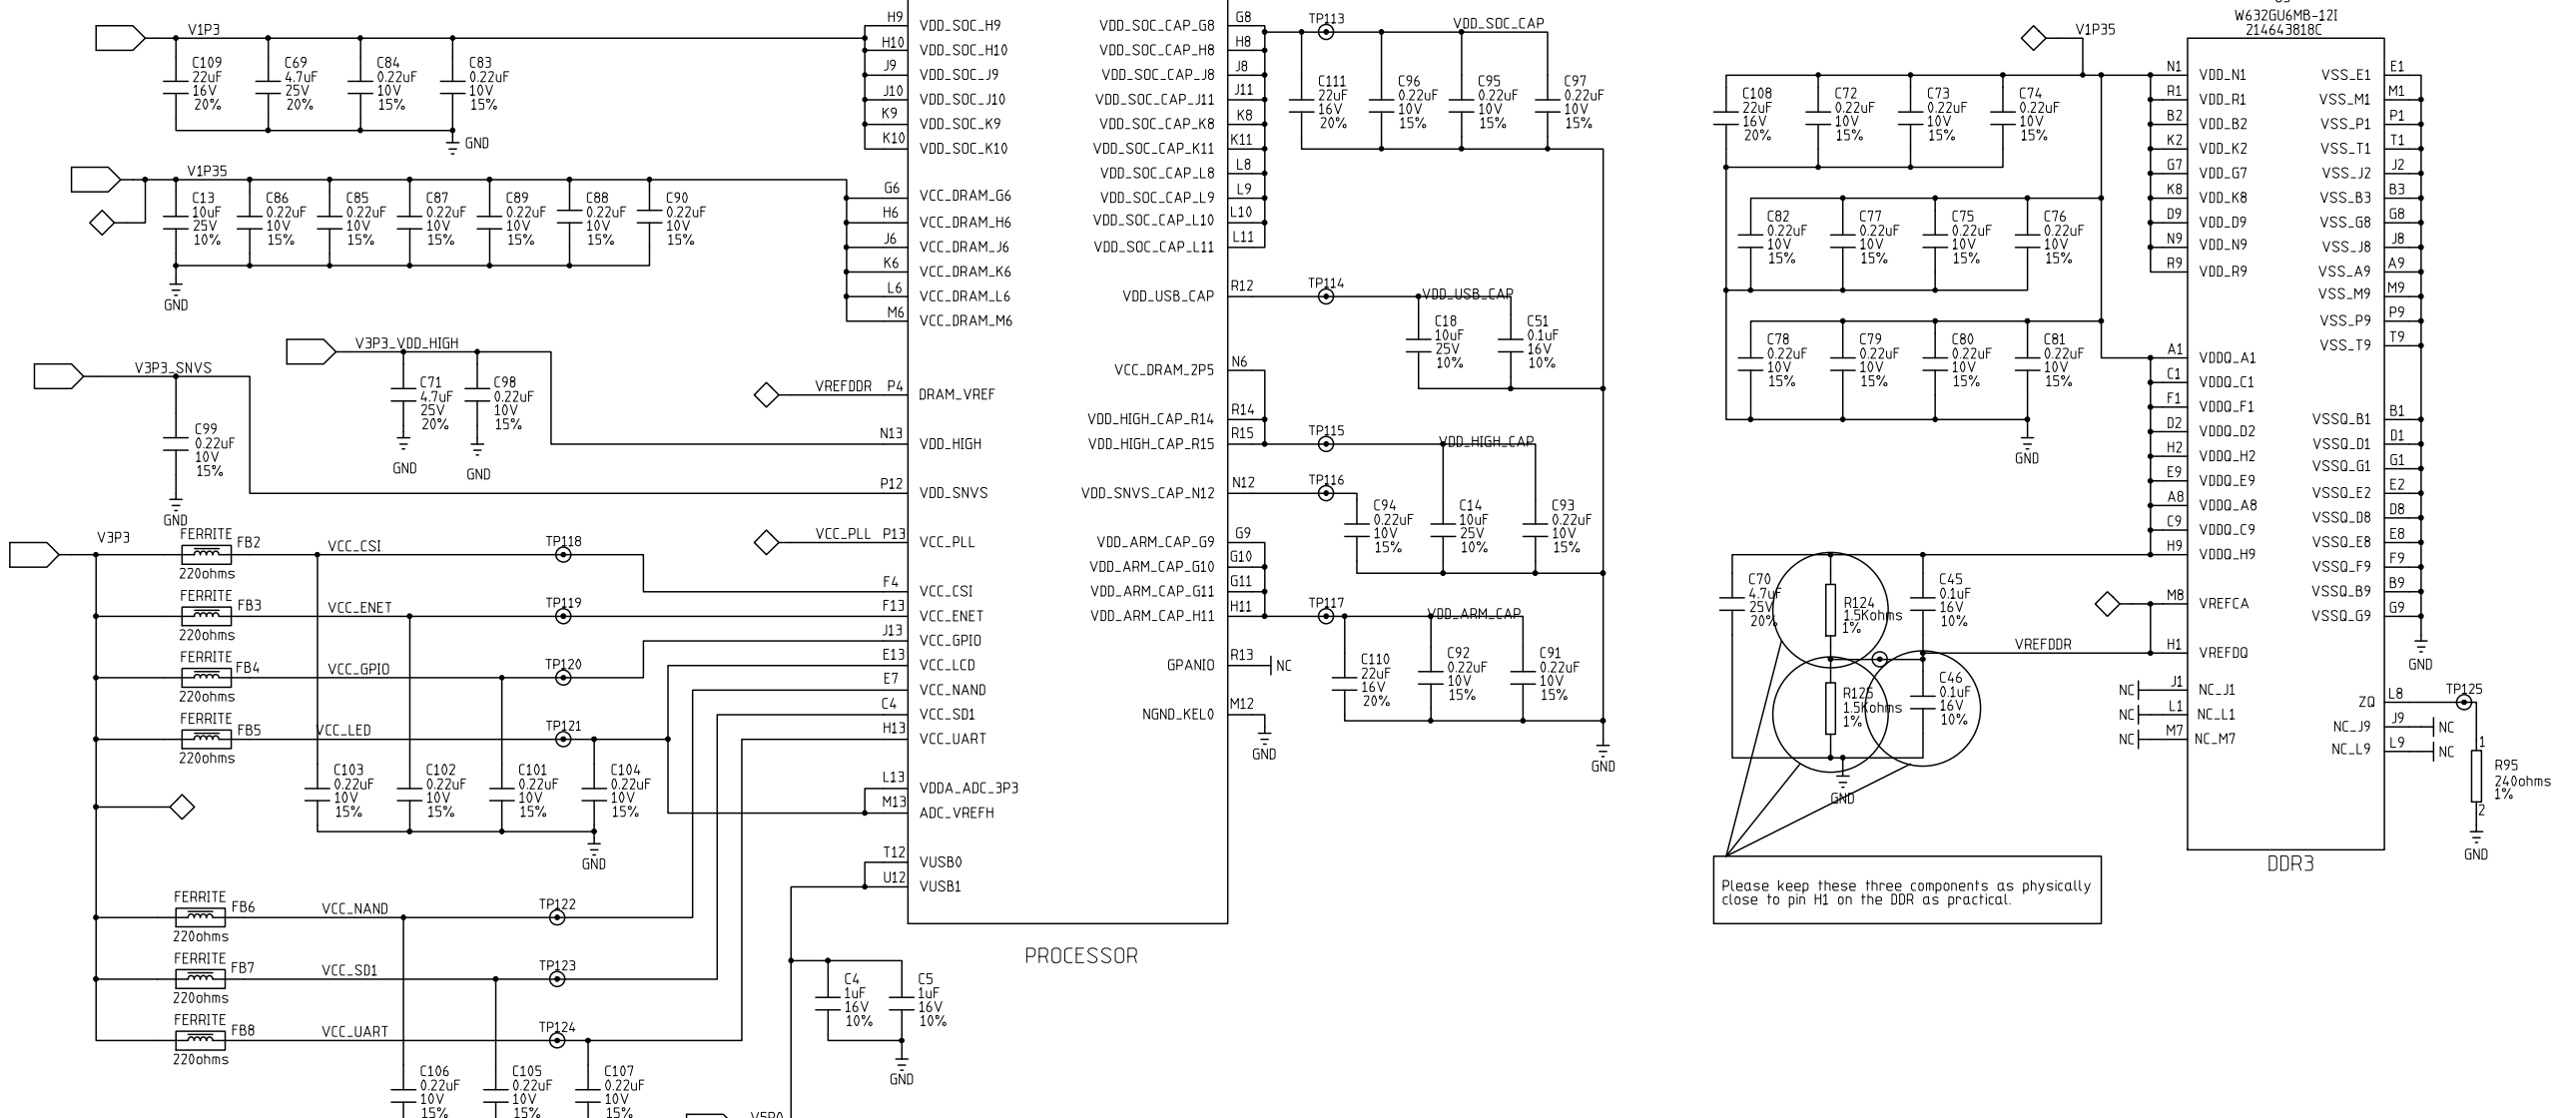 V1P3
C109
22uF
16V
20%
C69
4.7uF
25V
20%
C84
0.22uF
10V
15%
C83
0.22uF
10V
15%
GND
V1P35
C13
10uF
25V
10%
C86
0.22uF
10V
15%
C85
0.22uF
10V
15%
C87
0.22uF
10V
15%
C89
0.22uF
10V
15%
C88
0.22uF
10V
15%
C90
0.22uF
10V
15%
GND
V3P3_VDD_HIGH
V3P3_SNVS
C71
4.7uF
25V
20%
C98
0.22uF
10V
15%
GND
GND
C99
0.22uF
10V
15%
GND
V3P3
FERRITE
FB2
220ohms
VCC_CSI
TP118
FERRITE
FB3
220ohms
VCC_ENET
TP119
FERRITE
FB4
220ohms
VCC_GPIO
TP120
FERRITE
FB5
220ohms
VCC_LED
TP121
C103
0.22uF
10V
15%
C102
0.22uF
10V
15%
C101
0.22uF
10V
15%
C104
0.22uF
10V
15%
GND
FERRITE
FB6
220ohms
VCC_NAND
TP122
FERRITE
FB7
220ohms
VCC_SD1
TP123
FERRITE
FB8
220ohms
VCC_UART
TP124
C106
0.22uF
10V
15%
C105
0.22uF
10V
15%
C107
0.22uF
10V
15%
V5P0
C4
1uF
16V
10%
C5
1uF
16V
10%
GND
VREFDDR
VCC_PLL
H9 VDD_SOC_H9
H10 VDD_SOC_H10
J9 VDD_SOC_J9
J10 VDD_SOC_J10
K9 VDD_SOC_K9
K10 VDD_SOC_K10
G6 VCC_DRAM_G6
H6 VCC_DRAM_H6
J6 VCC_DRAM_J6
K6 VCC_DRAM_K6
L6 VCC_DRAM_L6
M6 VCC_DRAM_M6
P4 DRAM_VREF
N13 VDD_HIGH
P12 VDD_SNVS
P13 VCC_PLL
F4 VCC_CSI
F13 VCC_ENET
J13 VCC_GPIO
E13 VCC_LCD
E7 VCC_NAND
C4 VCC_SD1
H13 VCC_UART
L13 VDDA_ADC_3P3
M13 ADC_VREFH
T12 VUSB0
U12 VUSB1
VDD_SOC_CAP_G8 G8
VDD_SOC_CAP_H8 H8
VDD_SOC_CAP_J8 J8
VDD_SOC_CAP_J11 J11
VDD_SOC_CAP_K8 K8
VDD_SOC_CAP_K11 K11
VDD_SOC_CAP_L8 L8
VDD_SOC_CAP_L9 L9
VDD_SOC_CAP_L10 L10
VDD_SOC_CAP_L11 L11
VDD_USB_CAP R12
VCC_DRAM_2P5 N6
VDD_HIGH_CAP_R14 R14
VDD_HIGH_CAP_R15 R15
VDD_SNVS_CAP_N12 N12
VDD_ARM_CAP_G9 G9
VDD_ARM_CAP_G10 G10
VDD_ARM_CAP_G11 G11
VDD_ARM_CAP_H11 H11
GPANIO R13 NC
NGND_KEL0 M12
GND
PROCESSOR
TP113
VDD_SOC_CAP
C111
22uF
16V
20%
C96
0.22uF
10V
15%
C95
0.22uF
10V
15%
C97
0.22uF
10V
15%
TP114
VDD_USB_CAP
C18
10uF
25V
10%
C51
0.1uF
16V
10%
TP115
VDD_HIGH_CAP
TP116
C94
0.22uF
10V
15%
C14
10uF
25V
10%
C93
0.22uF
10V
15%
TP117
VDD_ARM_CAP
C110
22uF
16V
20%
C92
0.22uF
10V
15%
C91
0.22uF
10V
15%
GND
W632GU6MB-12I
214643818C
V1P35
C108
22uF
16V
20%
C72
0.22uF
10V
15%
C73
0.22uF
10V
15%
C74
0.22uF
10V
15%
C82
0.22uF
10V
15%
C77
0.22uF
10V
15%
C75
0.22uF
10V
15%
C76
0.22uF
10V
15%
C78
0.22uF
10V
15%
C79
0.22uF
10V
15%
C80
0.22uF
10V
15%
C81
0.22uF
10V
15%
GND
C70
4.7uF
25V
20%
R124
1.5Kohms
1%
C45
0.1uF
16V
10%
VREFDDR
R125
1.5Kohms
1%
C46
0.1uF
16V
10%
GND
Please keep these three components as physically
close to pin H1 on the DDR as practical.
N1 VDD_N1
R1 VDD_R1
B2 VDD_B2
K2 VDD_K2
G7 VDD_G7
K8 VDD_K8
D9 VDD_D9
N9 VDD_N9
R9 VDD_R9
A1 VDDQ_A1
C1 VDDQ_C1
F1 VDDQ_F1
D2 VDDQ_D2
H2 VDDQ_H2
E9 VDDQ_E9
A8 VDDQ_A8
C9 VDDQ_C9
H9 VDDQ_H9
M8 VREFCA
H1 VREFDQ
NC J1 NC_J1
NC L1 NC_L1
NC M7 NC_M7
VSS_E1 E1
VSS_M1 M1
VSS_P1 P1
VSS_T1 T1
VSS_J2 J2
VSS_B3 B3
VSS_G8 G8
VSS_J8 J8
VSS_A9 A9
VSS_M9 M9
VSS_P9 P9
VSS_T9 T9
VSSQ_B1 B1
VSSQ_D1 D1
VSSQ_G1 G1
VSSQ_E2 E2
VSSQ_D8 D8
VSSQ_E8 E8
VSSQ_F9 F9
VSSQ_B9 B9
VSSQ_G9 G9
GND
ZQ L8
TP125
NC_J9 J9 NC
NC_L9 L9 NC
1
R95
240ohms
1%
2
GND
DDR3